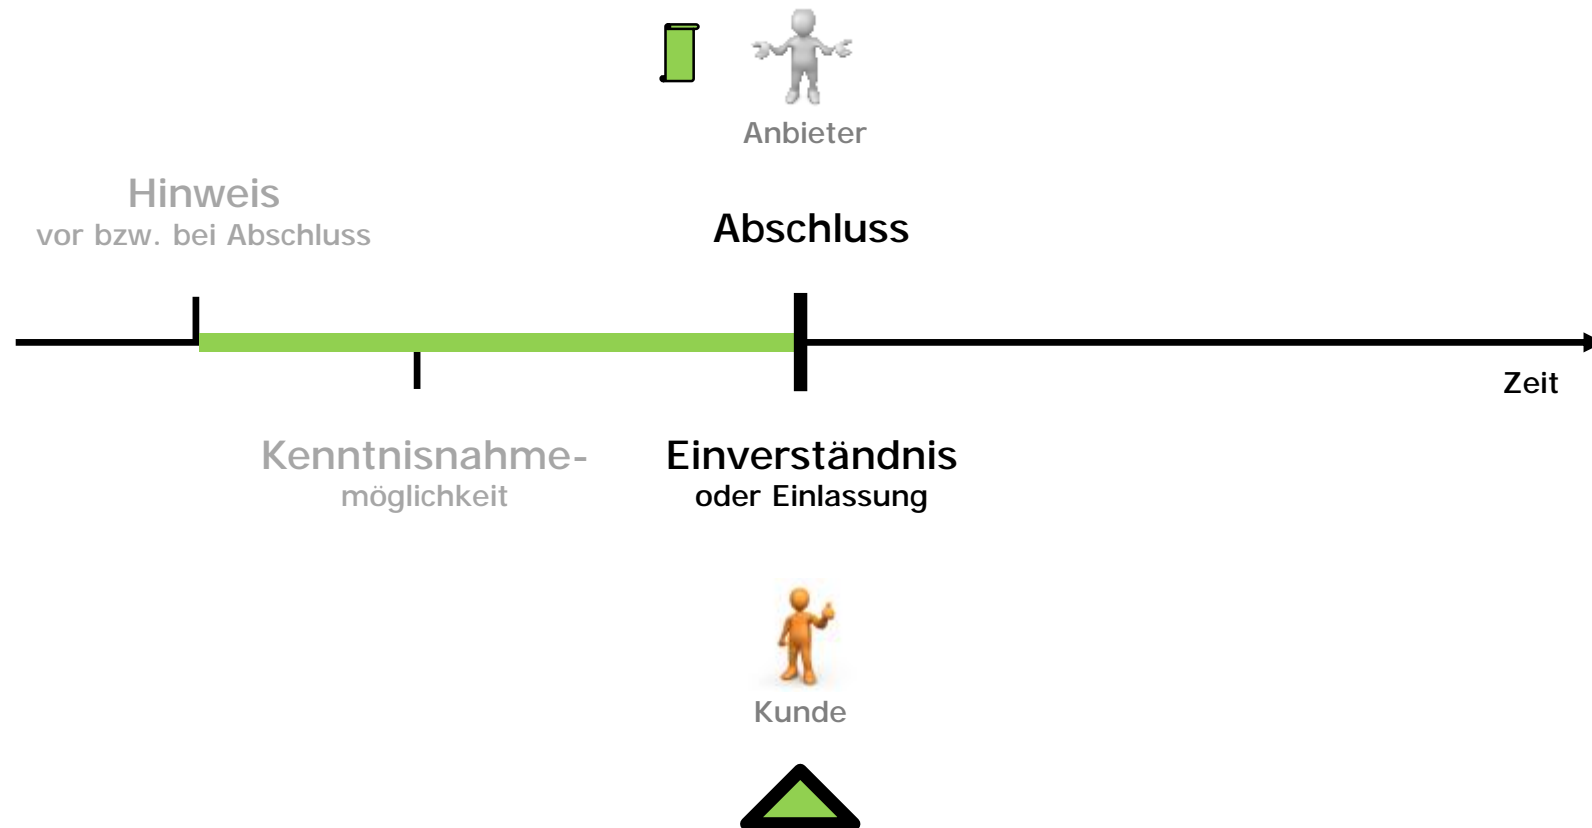 Anbieter
Hinweis
vor bzw. bei Abschluss
Abschluss
Zeit
Kenntnisnahme-
möglichkeit
Einverständnis
oder Einlassung
Kunde